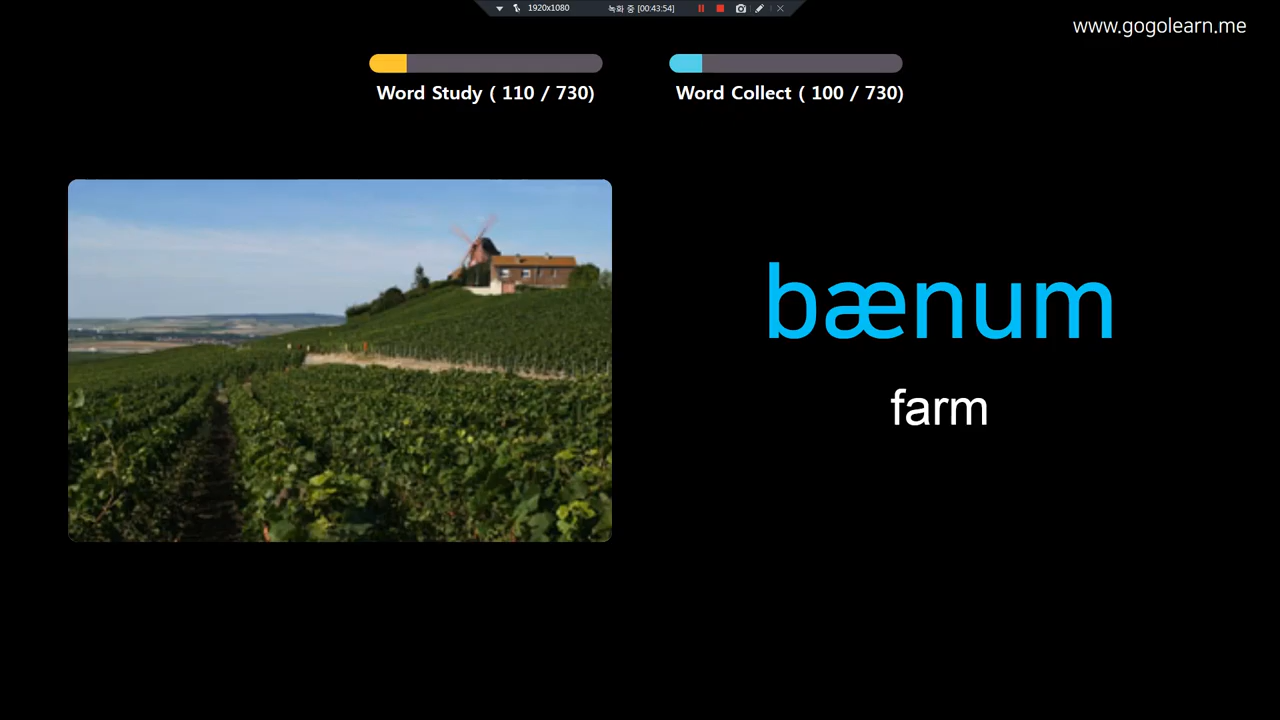 1920x1080 녹화 중 [00:43:54]
www.gogolearn.me
Word Study ( 110 / 730)
Word Collect ( 100 / 730)
bænum
farm